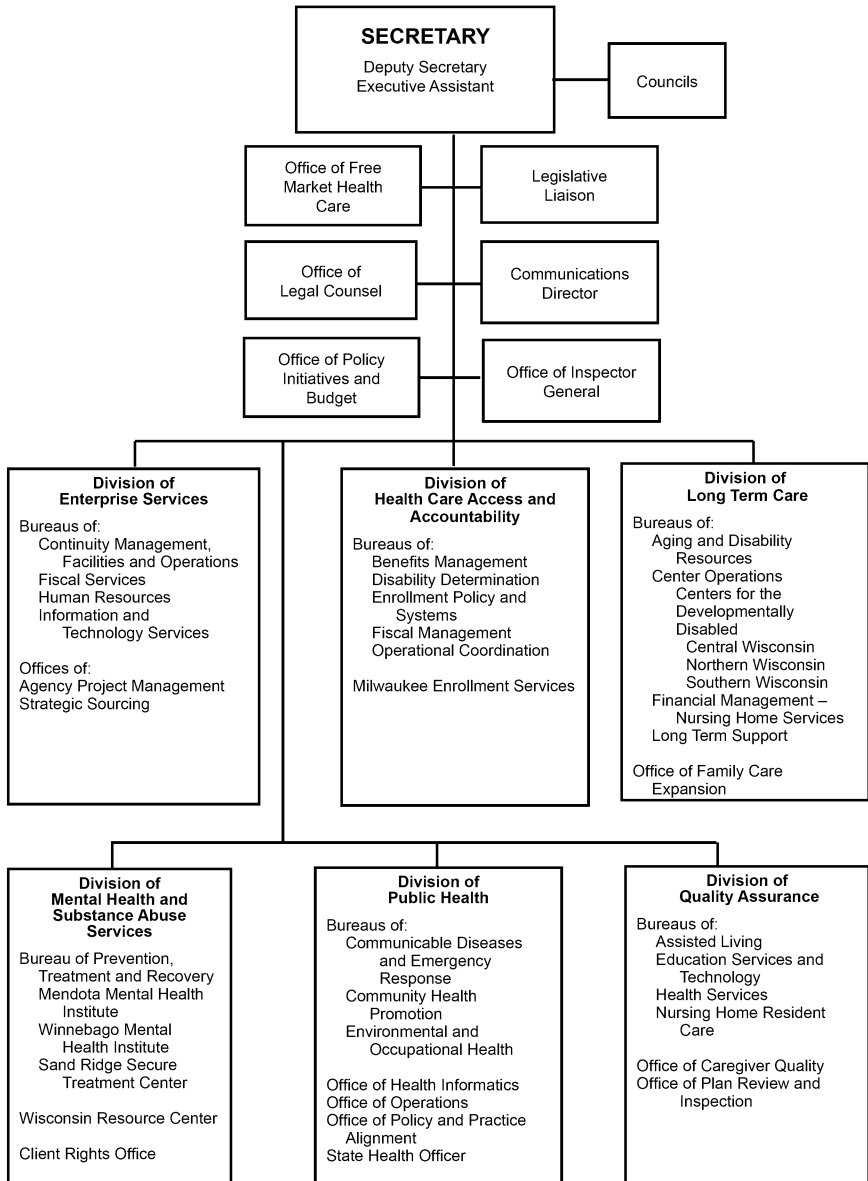 SECRETARY
Deputy Secretary
Executive Assistant
Councils
Office of Free
Market Health
Care
Legislative
Liaison
Office of
Legal Counsel
Communications
Director
Office of Policy
Initiatives and
Budget
Office of Inspector
General
Division of
Enterprise Services
Bureaus of:
Continuity Management,
Facilities and Operations
Fiscal Services
Human Resources
Information and
Technology Services
Offices of:
Agency Project Management
Strategic Sourcing
Division of
Health Care Access and
Accountability
Bureaus of:
Benefits Management
Disability Determination
Enrollment Policy and
Systems
Fiscal Management
Operational Coordination
Milwaukee Enrollment Services
Division of
Long Term Care
Bureaus of:
Aging and Disability
Resources
Center Operations
Centers for the
Developmentally
Disabled
Central Wisconsin
Northern Wisconsin
Southern Wisconsin
Financial Management –
Nursing Home Services
Long Term Support
Office of Family Care
Expansion
Division of
Mental Health and
Substance Abuse
Services
Bureau of Prevention,
Treatment and Recovery
Mendota Mental Health
Institute
Winnebago Mental
Health Institute
Sand Ridge Secure
Treatment Center
Wisconsin Resource Center
Client Rights Office
Division of
Public Health
Bureaus of:
Communicable Diseases
and Emergency
Response
Community Health
Promotion
Environmental and
Occupational Health
Office of Health Informatics
Office of Operations
Office of Policy and Practice
Alignment
State Health Officer
Division of
Quality Assurance
Bureaus of:
Assisted Living
Education Services and
Technology
Health Services
Nursing Home Resident
Care
Office of Caregiver Quality
Office of Plan Review and
Inspection